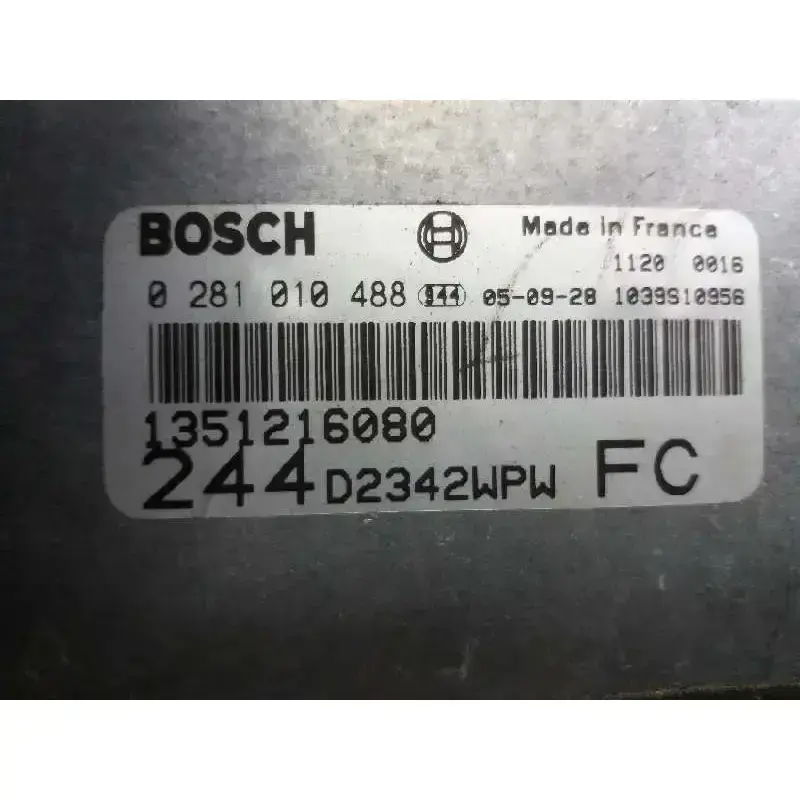 BOSCH Made in France
1120 0016
0 281 010 488 944 05-09-28 1039S10956
1351216080
244 D2342WPW FC